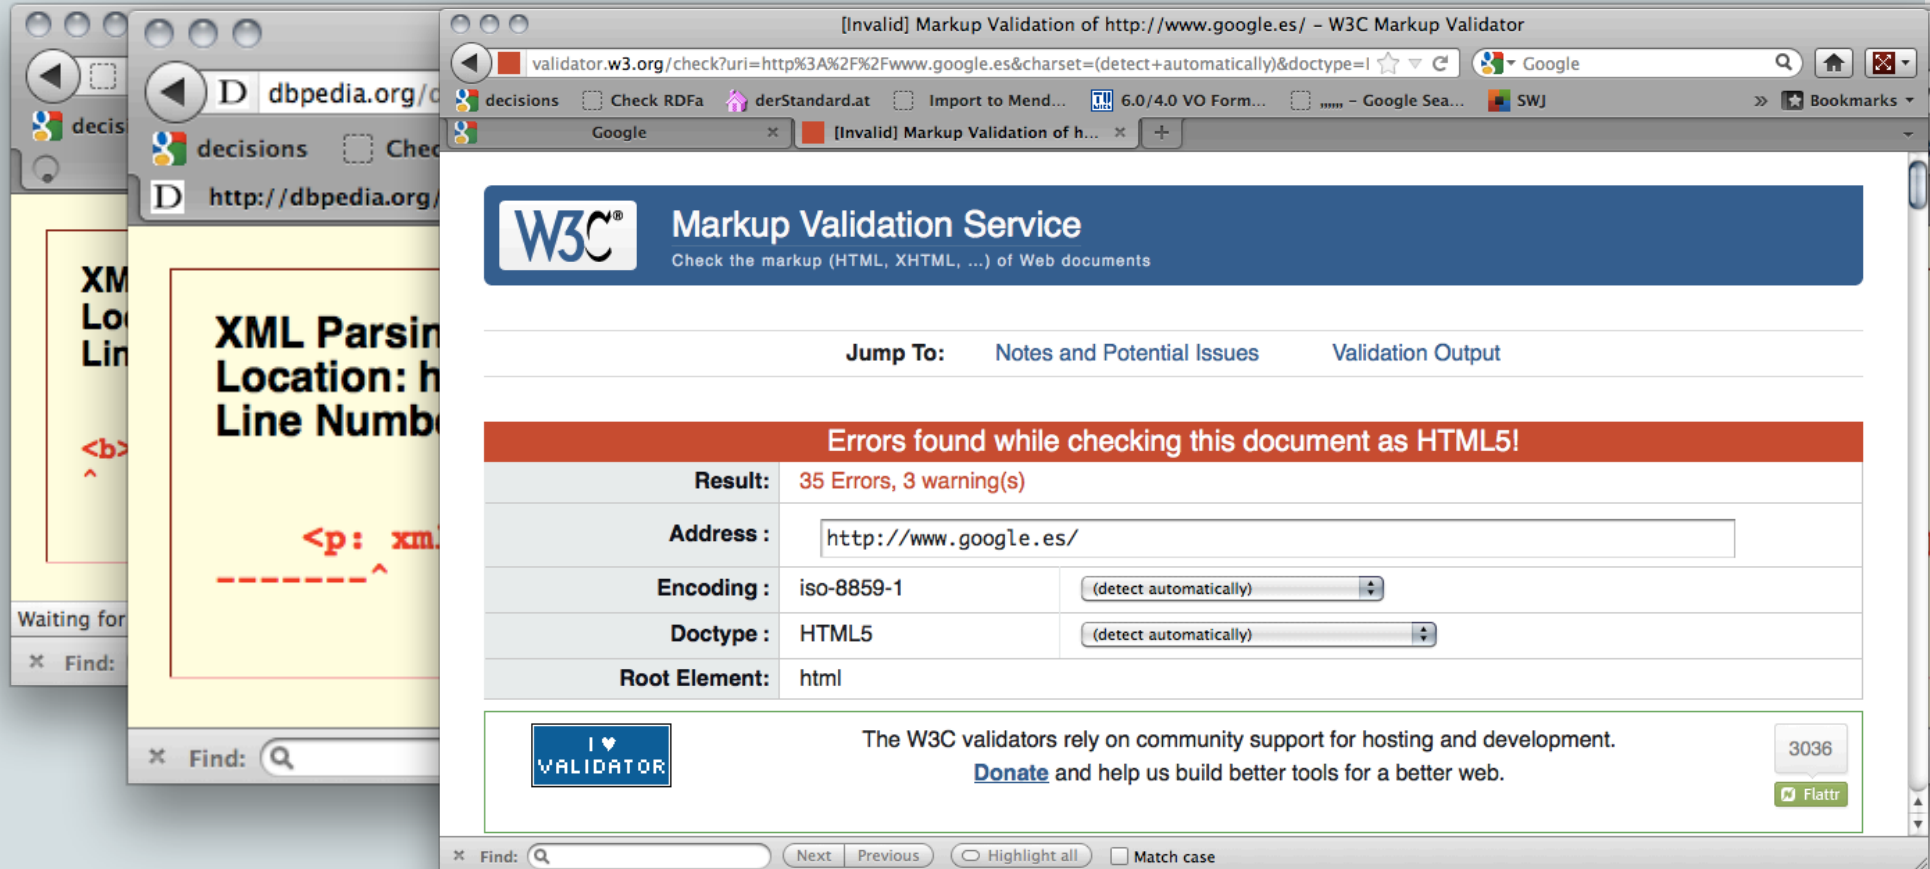 decis
XM
Loc
Lin
<b>
^
Waiting for
× Find:
D dbpedia.org/
decisions Chec
D http://dbpedia.org/
XML Parsin
Location: h
Line Numbe
<p: xml
-------^
× Find:
[Invalid] Markup Validation of http://www.google.es/ – W3C Markup Validator
validator.w3.org/check?uri=http%3A%2F%2Fwww.google.es&charset=(detect+automatically)&doctype=I Google
decisions Check RDFa derStandard.at Import to Mend... 6.0/4.0 VO Form... „„„ – Google Sea... SWJ » Bookmarks
Google × [Invalid] Markup Validation of h... × +
W3C® Markup Validation Service
Check the markup (HTML, XHTML, ...) of Web documents
Jump To: Notes and Potential Issues Validation Output
Errors found while checking this document as HTML5!
Result: 35 Errors, 3 warning(s)
Address : http://www.google.es/
Encoding : iso-8859-1 (detect automatically)
Doctype : HTML5 (detect automatically)
Root Element: html
I ♥
VALIDATOR
The W3C validators rely on community support for hosting and development.
Donate and help us build better tools for a better web.
3036
Flattr
× Find: Next Previous Highlight all Match case